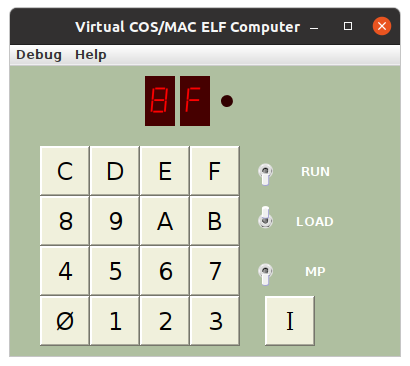 Virtual COS/MAC ELF Computer
Debug Help
8F
C D E F RUN
8 9 A B LOAD
4 5 6 7 MP
Ø 1 2 3 I